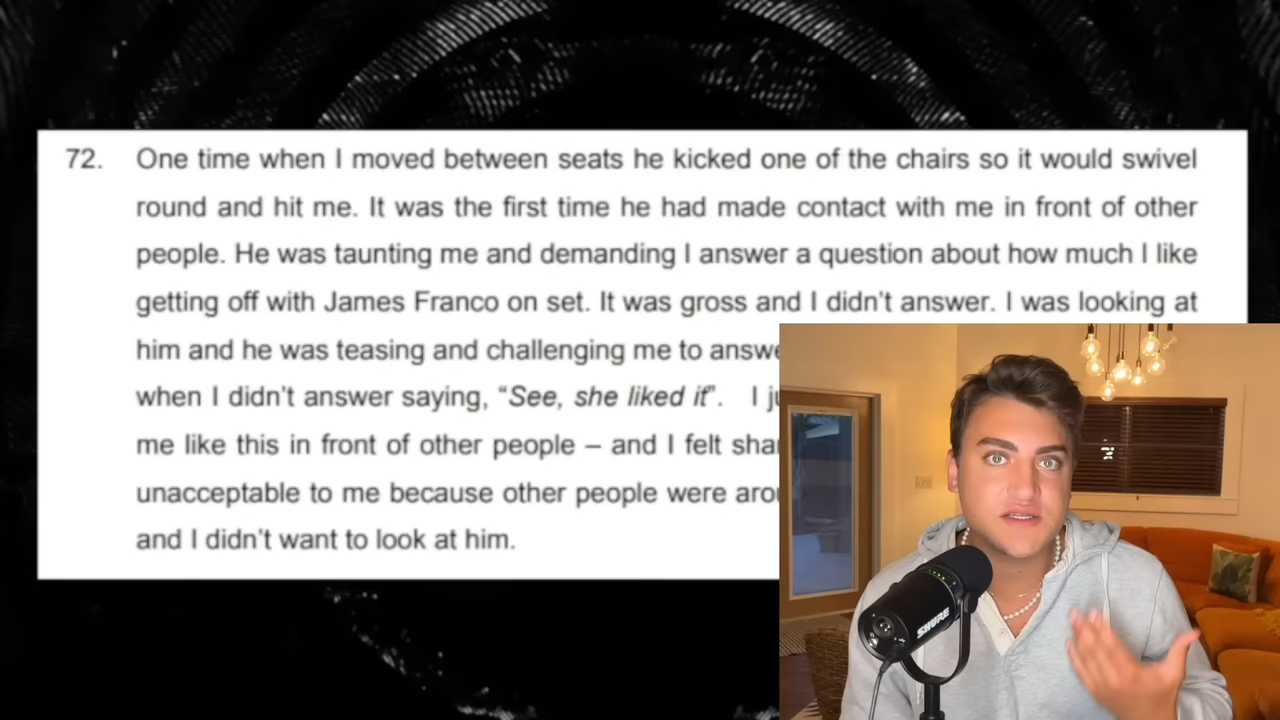 72. One time when I moved between seats he kicked one of the chairs so it would swivel
round and hit me. It was the first time he had made contact with me in front of other
people. He was taunting me and demanding I answer a question about how much I like
getting off with James Franco on set. It was gross and I didn't answer. I was looking at
him and he was teasing and challenging me to answe
when I didn't answer saying, "See, she liked it". I ju
me like this in front of other people – and I felt shar
unacceptable to me because other people were arou
and I didn't want to look at him.
SHURE